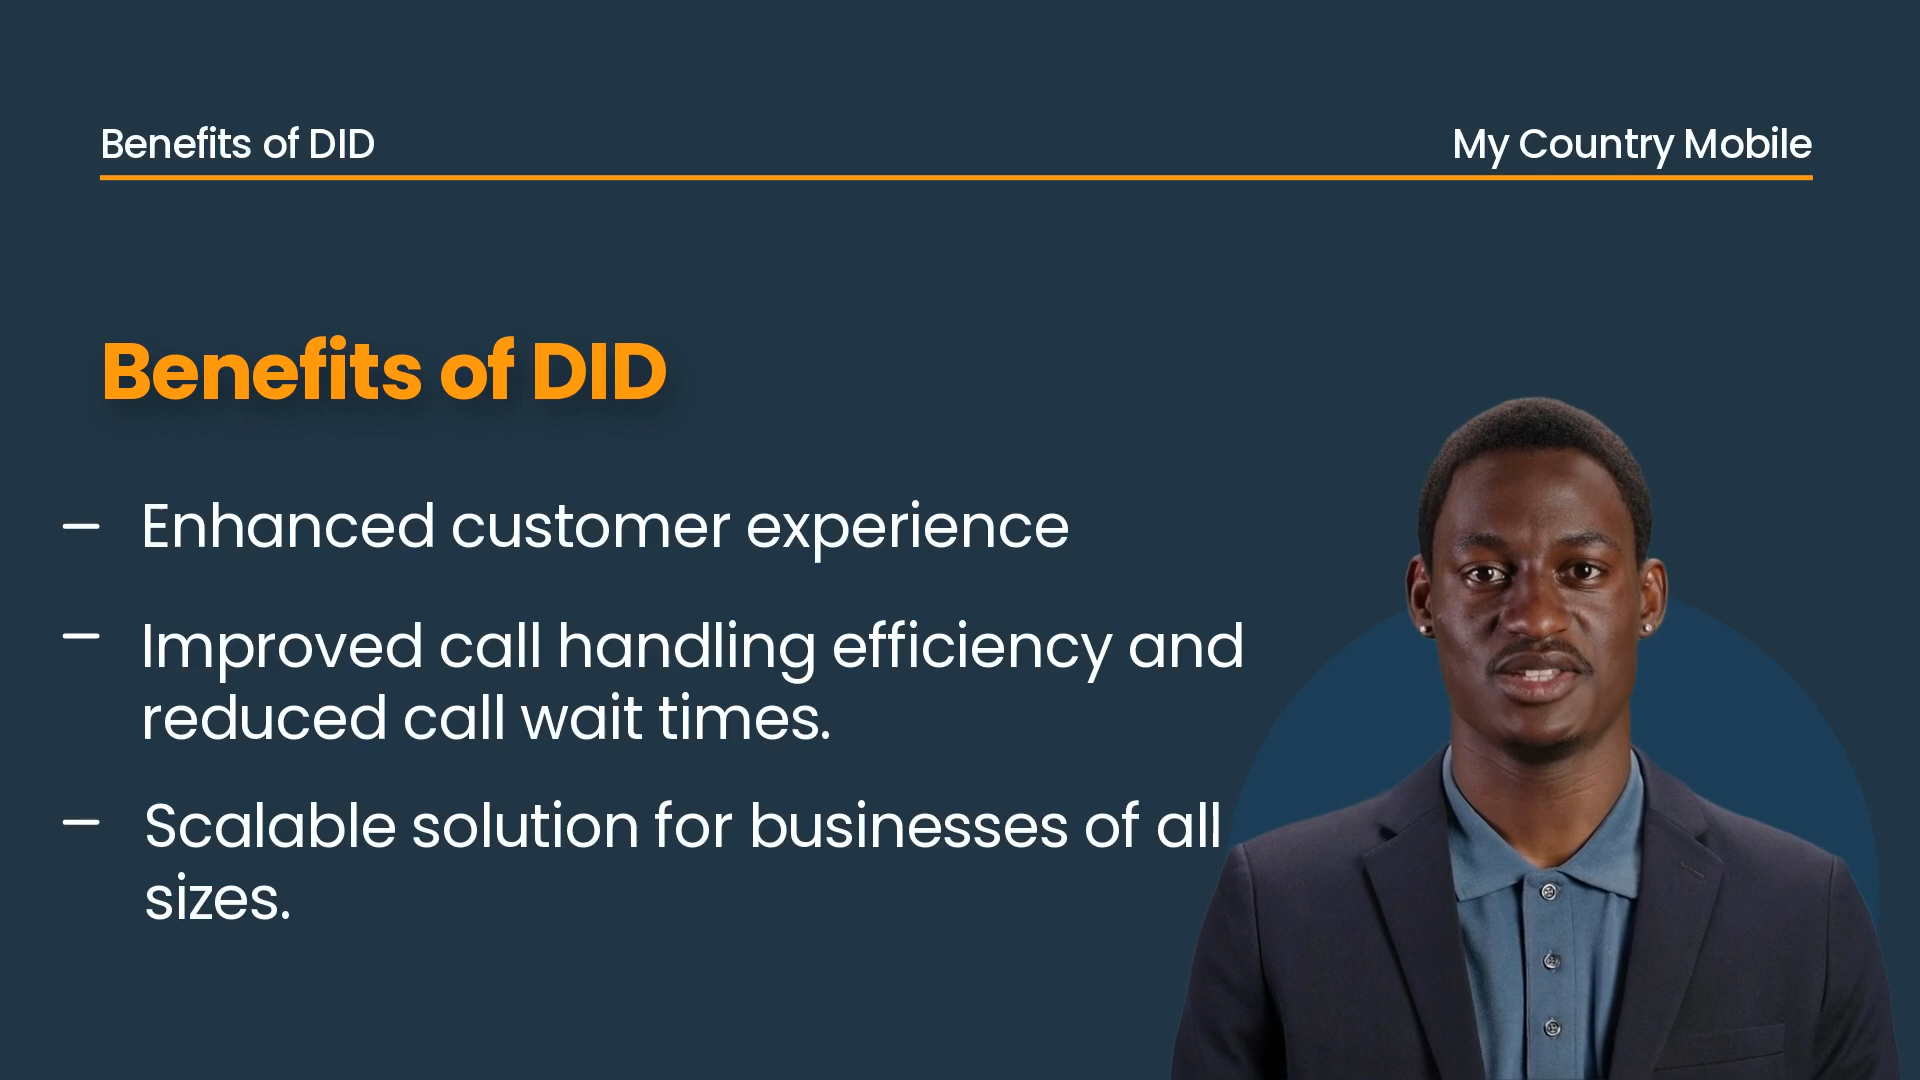 Benefits of DID
My Country Mobile
Benefits of DID
– Enhanced customer experience
– Improved call handling efficiency and
reduced call wait times.
– Scalable solution for businesses of all
sizes.